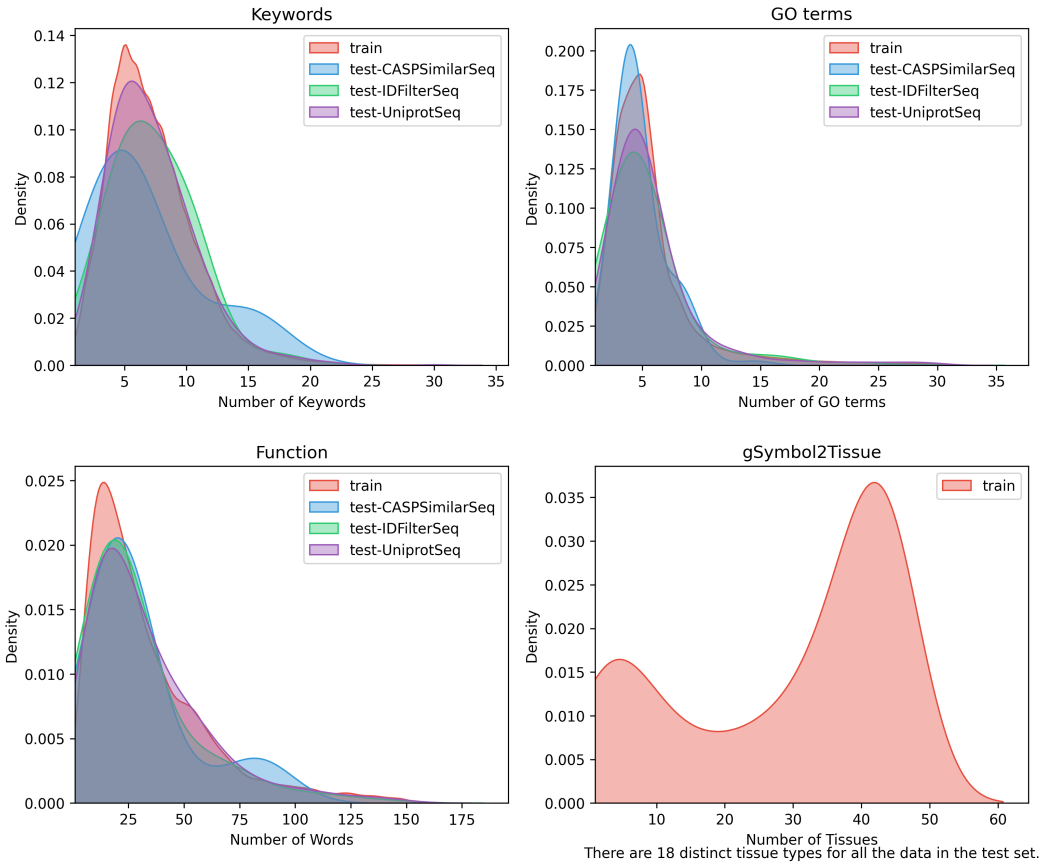 Keywords
0.14
0.12
0.10
0.08
0.06
0.04
0.02
0.00
Density
train
test-CASPSimilarSeq
test-IDFilterSeq
test-UniprotSeq
5 10 15 20 25 30 35
Number of Keywords
GO terms
0.200
0.175
0.150
0.125
0.100
0.075
0.050
0.025
0.000
Density
train
test-CASPSimilarSeq
test-IDFilterSeq
test-UniprotSeq
5 10 15 20 25 30 35
Number of GO terms
Function
0.025
0.020
0.015
0.010
0.005
0.000
Density
train
test-CASPSimilarSeq
test-IDFilterSeq
test-UniprotSeq
25 50 75 100 125 150 175
Number of Words
gSymbol2Tissue
0.035
0.030
0.025
0.020
0.015
0.010
0.005
0.000
Density
train
10 20 30 40 50 60
Number of Tissues
There are 18 distinct tissue types for all the data in the test set.